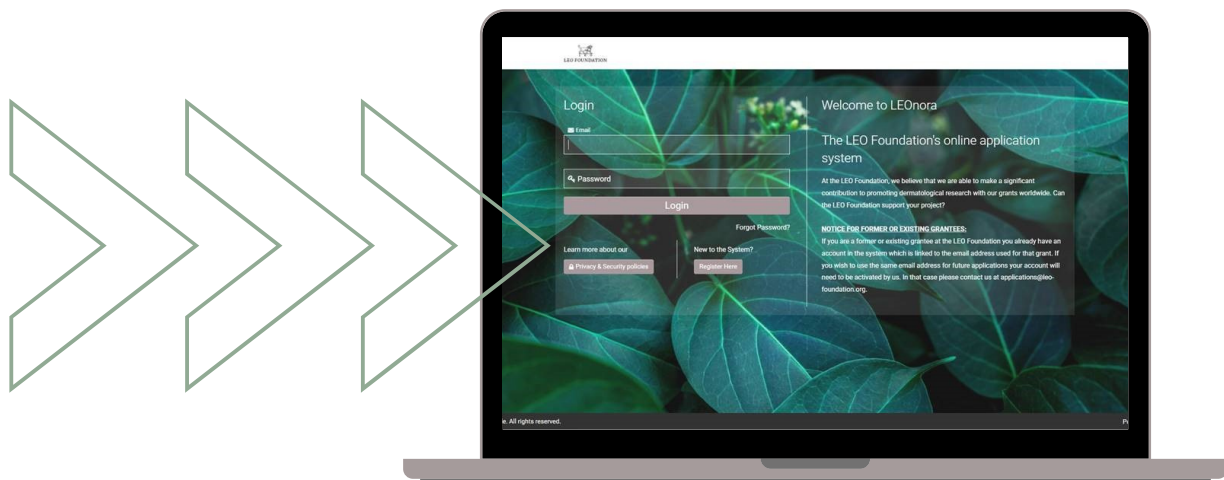 LEO FOUNDATION
Login
Email
Password
Login
Forgot Password?
Learn more about our
Privacy & Security policies
New to the System?
Register Here
Welcome to LEOnora
The LEO Foundation's online application
system
At the LEO Foundation, we believe that we are able to make a significant
contribution to promoting dermatological research with our grants worldwide. Can
the LEO Foundation support your project?
NOTICE FOR FORMER OR EXISTING GRANTEES:
If you are a former or existing grantee at the LEO Foundation you already have an
account in the system which is linked to the email address used for that grant. If
you wish to use the same email address for future applications your account will
need to be activated by us. In that case please contact us at applications@leo-
foundation.org.
e. All rights reserved.